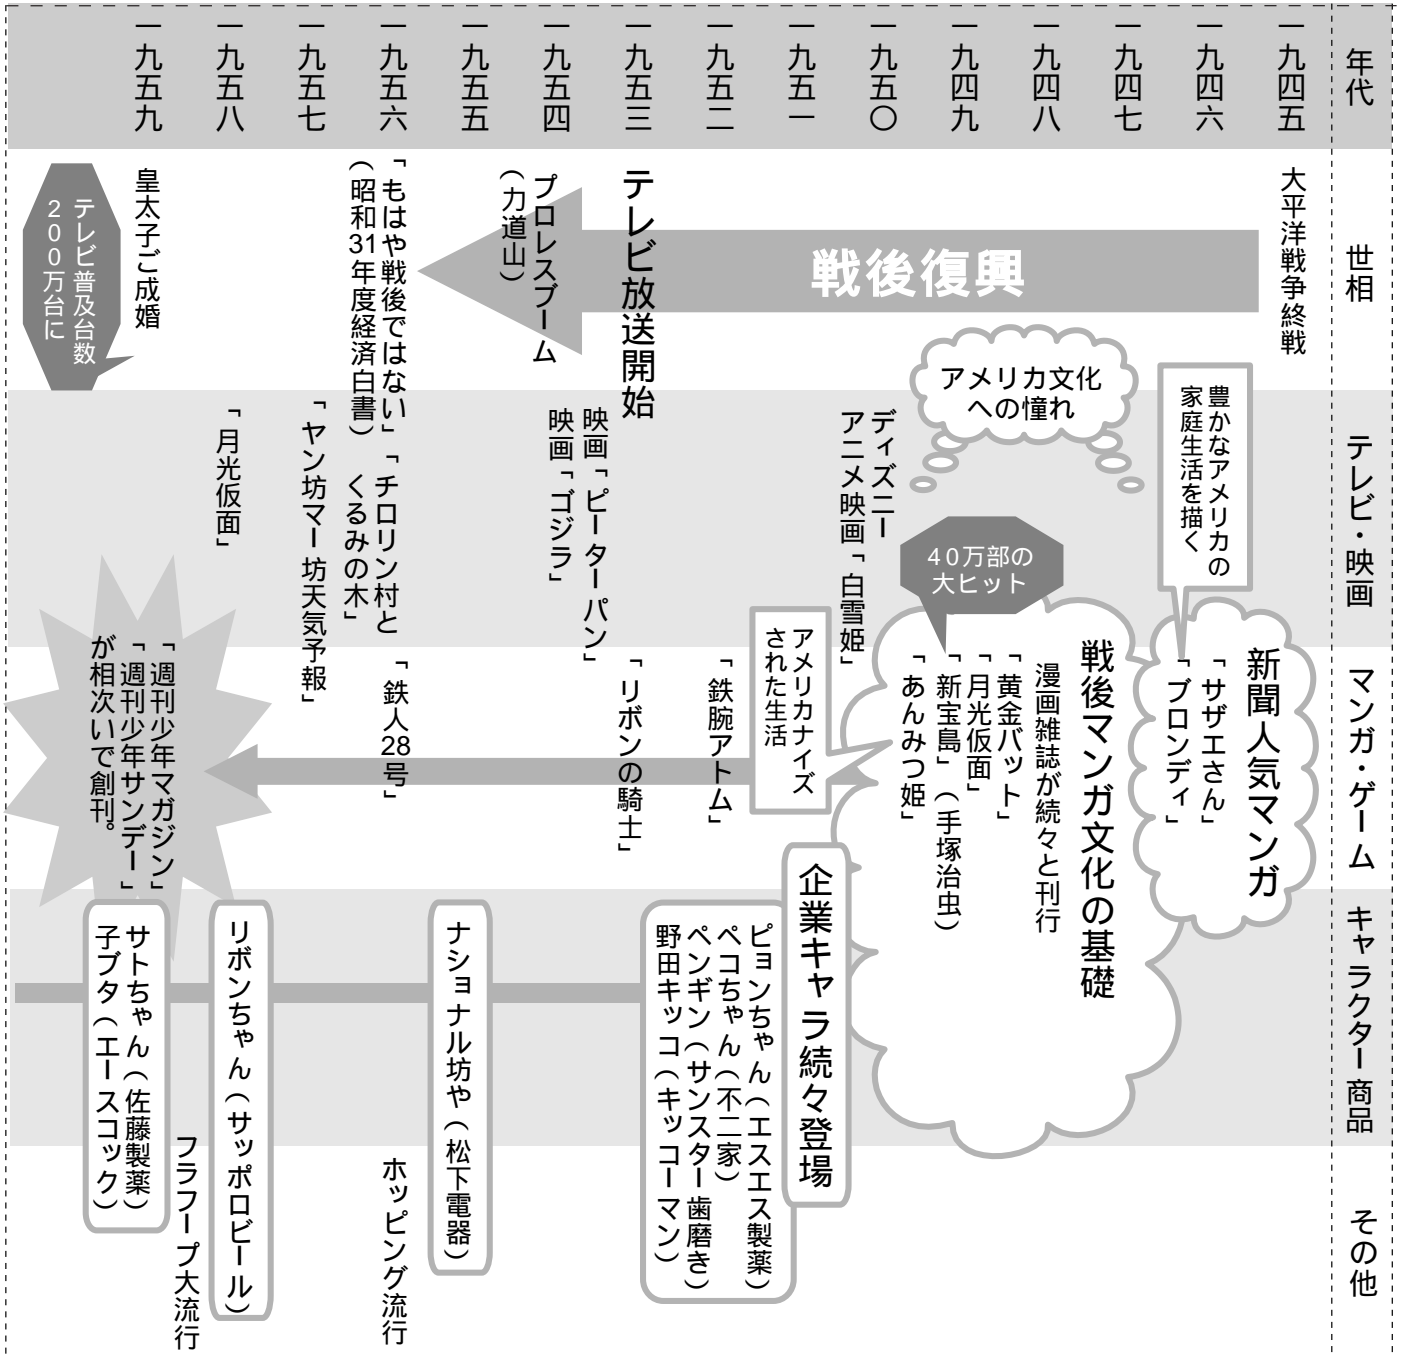 年代
世相
テレビ・映画
マンガ・ゲーム
キャラクター商品
その他
一九四五
一九四六
一九四七
一九四八
一九四九
一九五〇
一九五一
一九五二
一九五三
一九五四
一九五五
一九五六
一九五七
一九五八
一九五九
大平洋戦争終戦
戦後復興
テレビ放送開始
プロレスブーム
（力道山）
「もはや戦後ではない」
（昭和31年度経済白書）
皇太子ご成婚
テレビ普及台数
200万台に
豊かなアメリカの
家庭生活を描く
アメリカ文化
への憧れ
ディズニー
アニメ映画「白雪姫」
映画「ピーターパン」
映画「ゴジラ」
「チロリン村と
くるみの木」
「ヤン坊マー坊天気予報」
「月光仮面」
新聞人気マンガ
「サザエさん」
「ブロンディ」
40万部の
大ヒット
戦後マンガ文化の基礎
漫画雑誌が続々と刊行
「黄金バット」
「月光仮面」
「新宝島」（手塚治虫）
「あんみつ姫」
アメリカナイズ
された生活
「鉄腕アトム」
「リボンの騎士」
「鉄人28号」
「週刊少年マガジン」
「週刊少年サンデー」
が相次いで創刊。
企業キャラ続々登場
ピョンちゃん（エスエス製薬）
ペコちゃん（不二家）
ペンギン（サンスター歯磨き）
野田キッコ（キッコーマン）
ナショナル坊や（松下電器）
リボンちゃん（サッポロビール）
サトちゃん（佐藤製薬）
子ブタ（エースコック）
ホッピング流行
フラフープ大流行